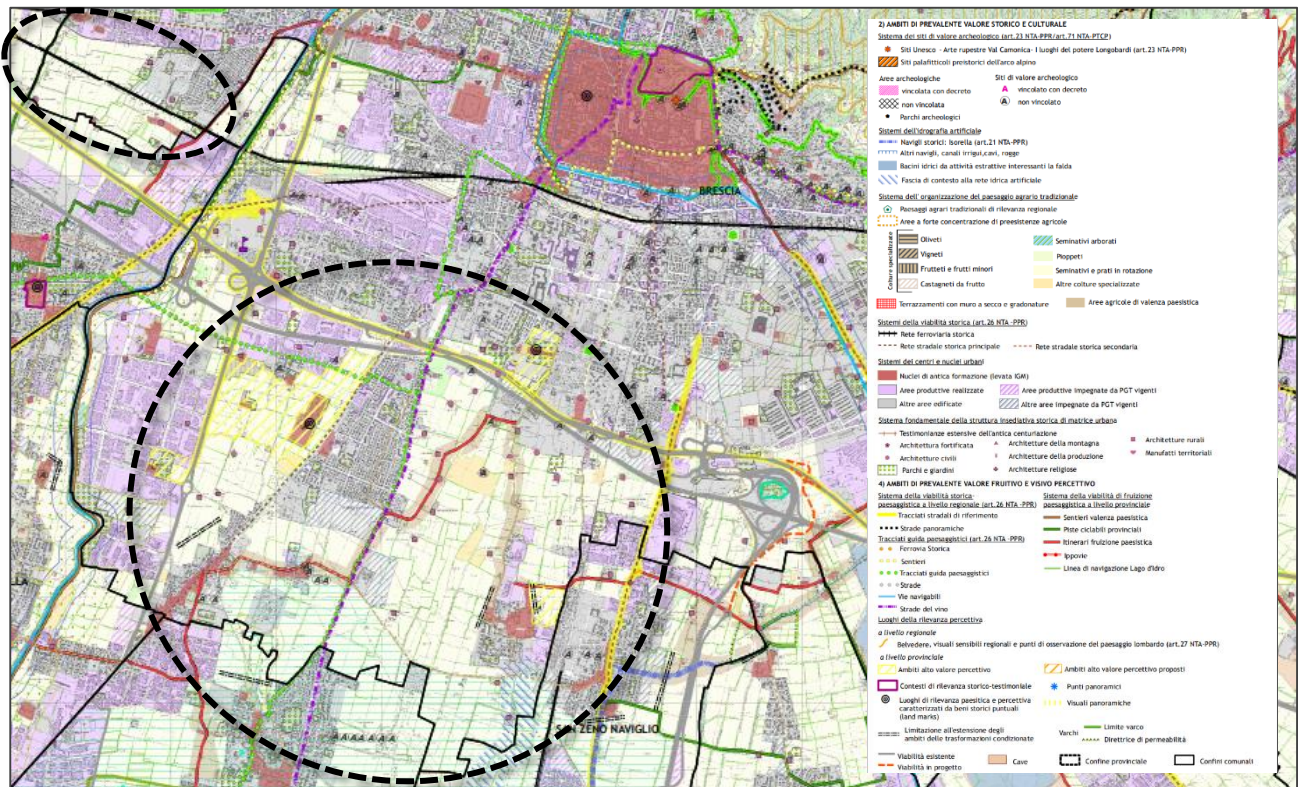 BRESCIA
SAN ZENO NAVIGLIO
2) AMBITI DI PREVALENTE VALORE STORICO E CULTURALE
Sistema dei siti di valore archeologico (art.23 NTA-PPR/art.71 NTA-PTCP)
Siti Unesco - Arte rupestre Val Camonica- I luoghi del potere Longobardi (art.23 NTA-PPR)
Siti palafitticoli preistorici dell'arco alpino
Aree archeologiche
vincolata con decreto
non vincolata
Parchi archeologici
Siti di valore archeologico
A vincolato con decreto
A non vincolato
Sistemi dell'idrografia artificiale
Navigli storici: Isorella (art.21 NTA-PPR)
Altri navigli, canali irrigui,cavi, rogge
Bacini idrici da attività estrattive interessanti la falda
Fascia di contesto alla rete idrica artificiale
Sistema dell' organizzazione del paesaggio agrario tradizionale
Paesaggi agrari tradizionali di rilevanza regionale
Aree a forte concentrazione di preesistenze agricole
Colture specializzate
Oliveti
Vigneti
Frutteti e frutti minori
Castagneti da frutto
Seminativi arborati
Pioppeti
Seminativi e prati in rotazione
Altre colture specializzate
Terrazzamenti con muro a secco e gradonature
Aree agricole di valenza paesistica
Sistemi della viabilità storica (art.26 NTA -PPR)
Rete ferroviaria storica
Rete stradale storica principale
Rete stradale storica secondaria
Sistemi dei centri e nuclei urbani
Nuclei di antica formazione (levata IGM)
Aree produttive realizzate
Aree produttive impegnate da PGT vigenti
Altre aree edificate
Altre aree impegnate da PGT vigenti
Sistema fondamentale della struttura insediativa storica di matrice urbana
Testimonianze estensive dell'antica centuriazione
Architettura fortificata
Architetture civili
Parchi e giardini
Architetture della montagna
Architetture della produzione
Architetture religiose
Architetture rurali
Manufatti territoriali
4) AMBITI DI PREVALENTE VALORE FRUITIVO E VISIVO PERCETTIVO
Sistema della viabilità storica-
paesaggistica a livello regionale (art.26 NTA -PPR)
Tracciati stradali di riferimento
Strade panoramiche
Tracciati guida paesaggistici (art.26 NTA -PPR)
Ferrovia Storica
Sentieri
Tracciati guida paesaggistici
Strade
Vie navigabili
Strade del vino
Sistema della viabilità di fruizione
paesaggistica a livello provinciale
Sentieri valenza paesistica
Piste ciclabili provinciali
Itinerari fruizione paesistica
Ippovie
Linea di navigazione Lago d'Idro
Luoghi della rilevanza percettiva
a livello regionale
Belvedere, visuali sensibili regionali e punti di osservazione del paesaggio lombardo (art.27 NTA-PPR)
a livello provinciale
Ambiti alto valore percettivo
Ambiti alto valore percettivo proposti
Contesti di rilevanza storico-testimoniale
Punti panoramici
Luoghi di rilevanza paesitica e percettiva
caratterizzati da beni storici puntuali
(land marks)
Visuali panoramiche
Limitazione all'estensione degli
ambiti delle trasformazioni condizionate
Varchi
Limite varco
Direttrice di permeabilità
Viabilità esistente
Viabilità in progetto
Cave
Confine provinciale
Confini comunali